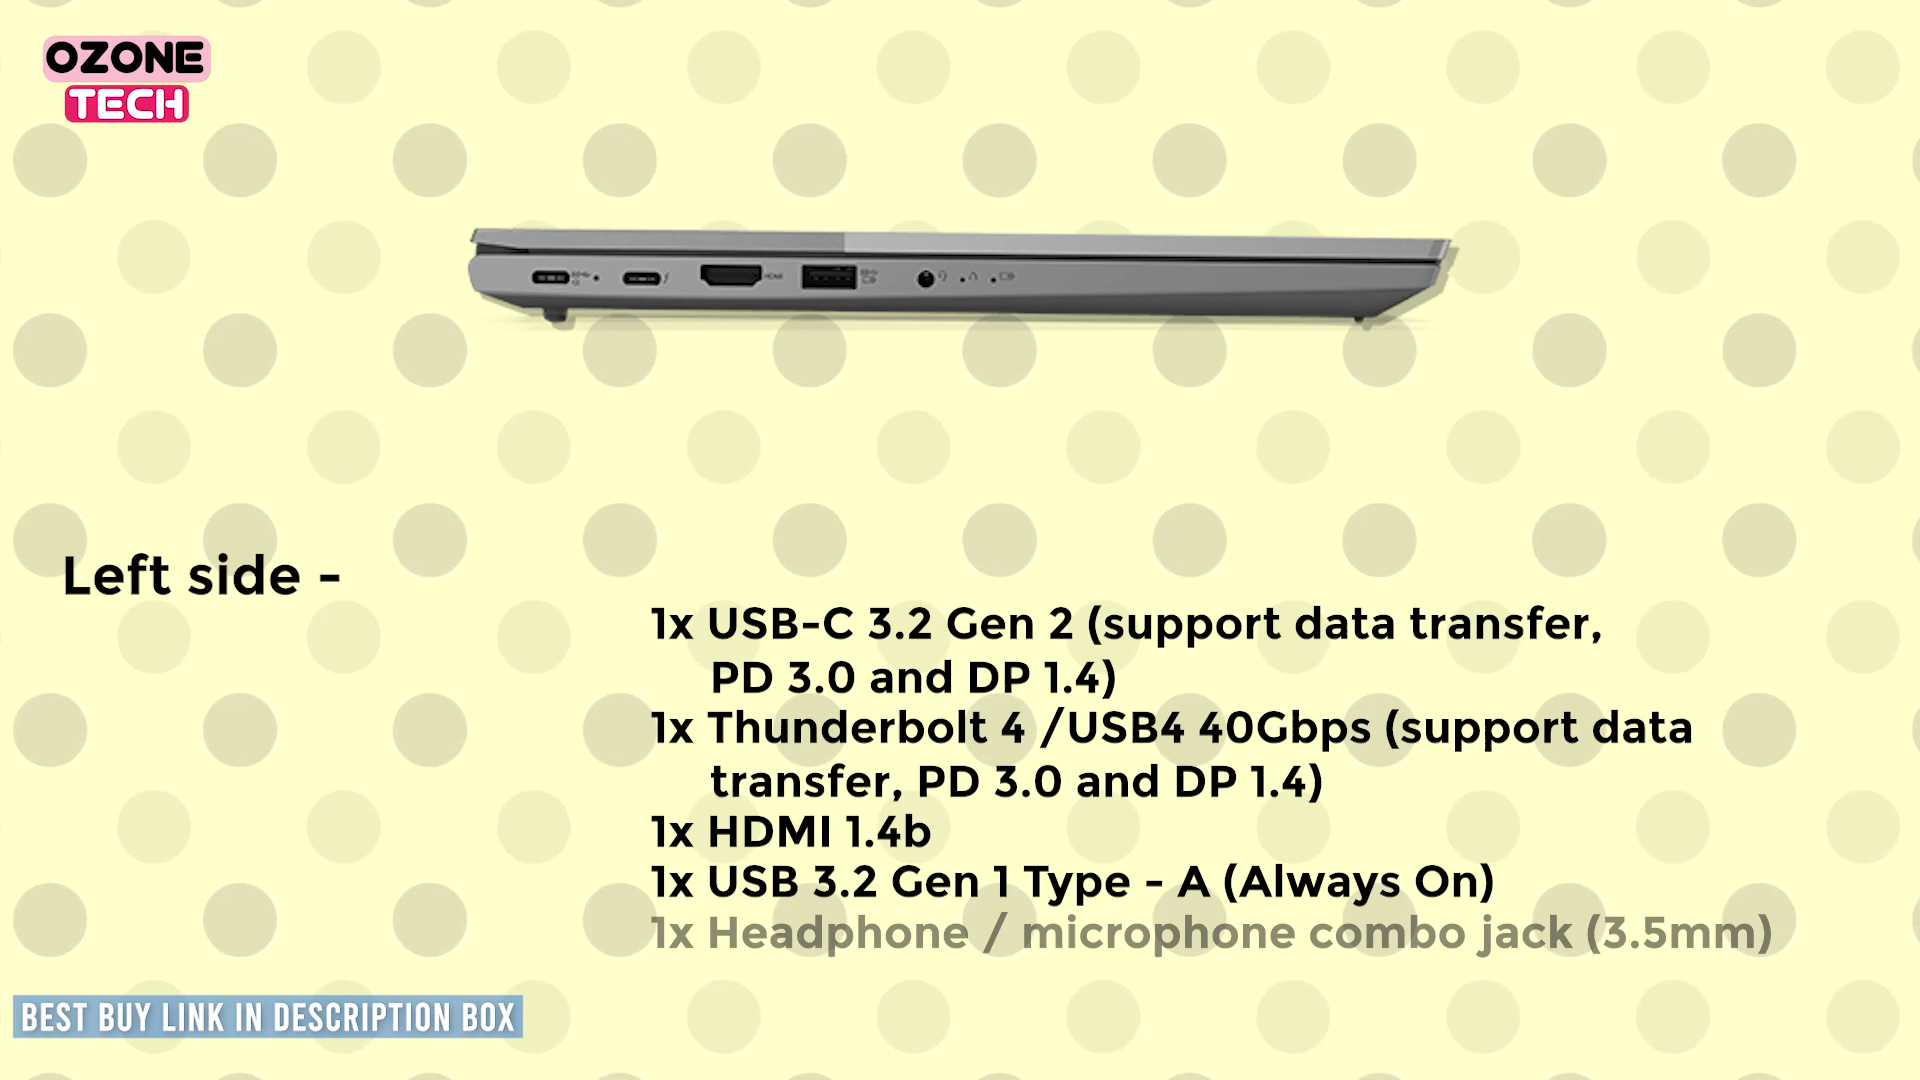 OZONE
TECH
HDMI
Left side -
1x USB-C 3.2 Gen 2 (support data transfer,
PD 3.0 and DP 1.4)
1x Thunderbolt 4 /USB4 40Gbps (support data
transfer, PD 3.0 and DP 1.4)
1x HDMI 1.4b
1x USB 3.2 Gen 1 Type - A (Always On)
1x Headphone / microphone combo jack (3.5mm)
BEST BUY LINK IN DESCRIPTION BOX